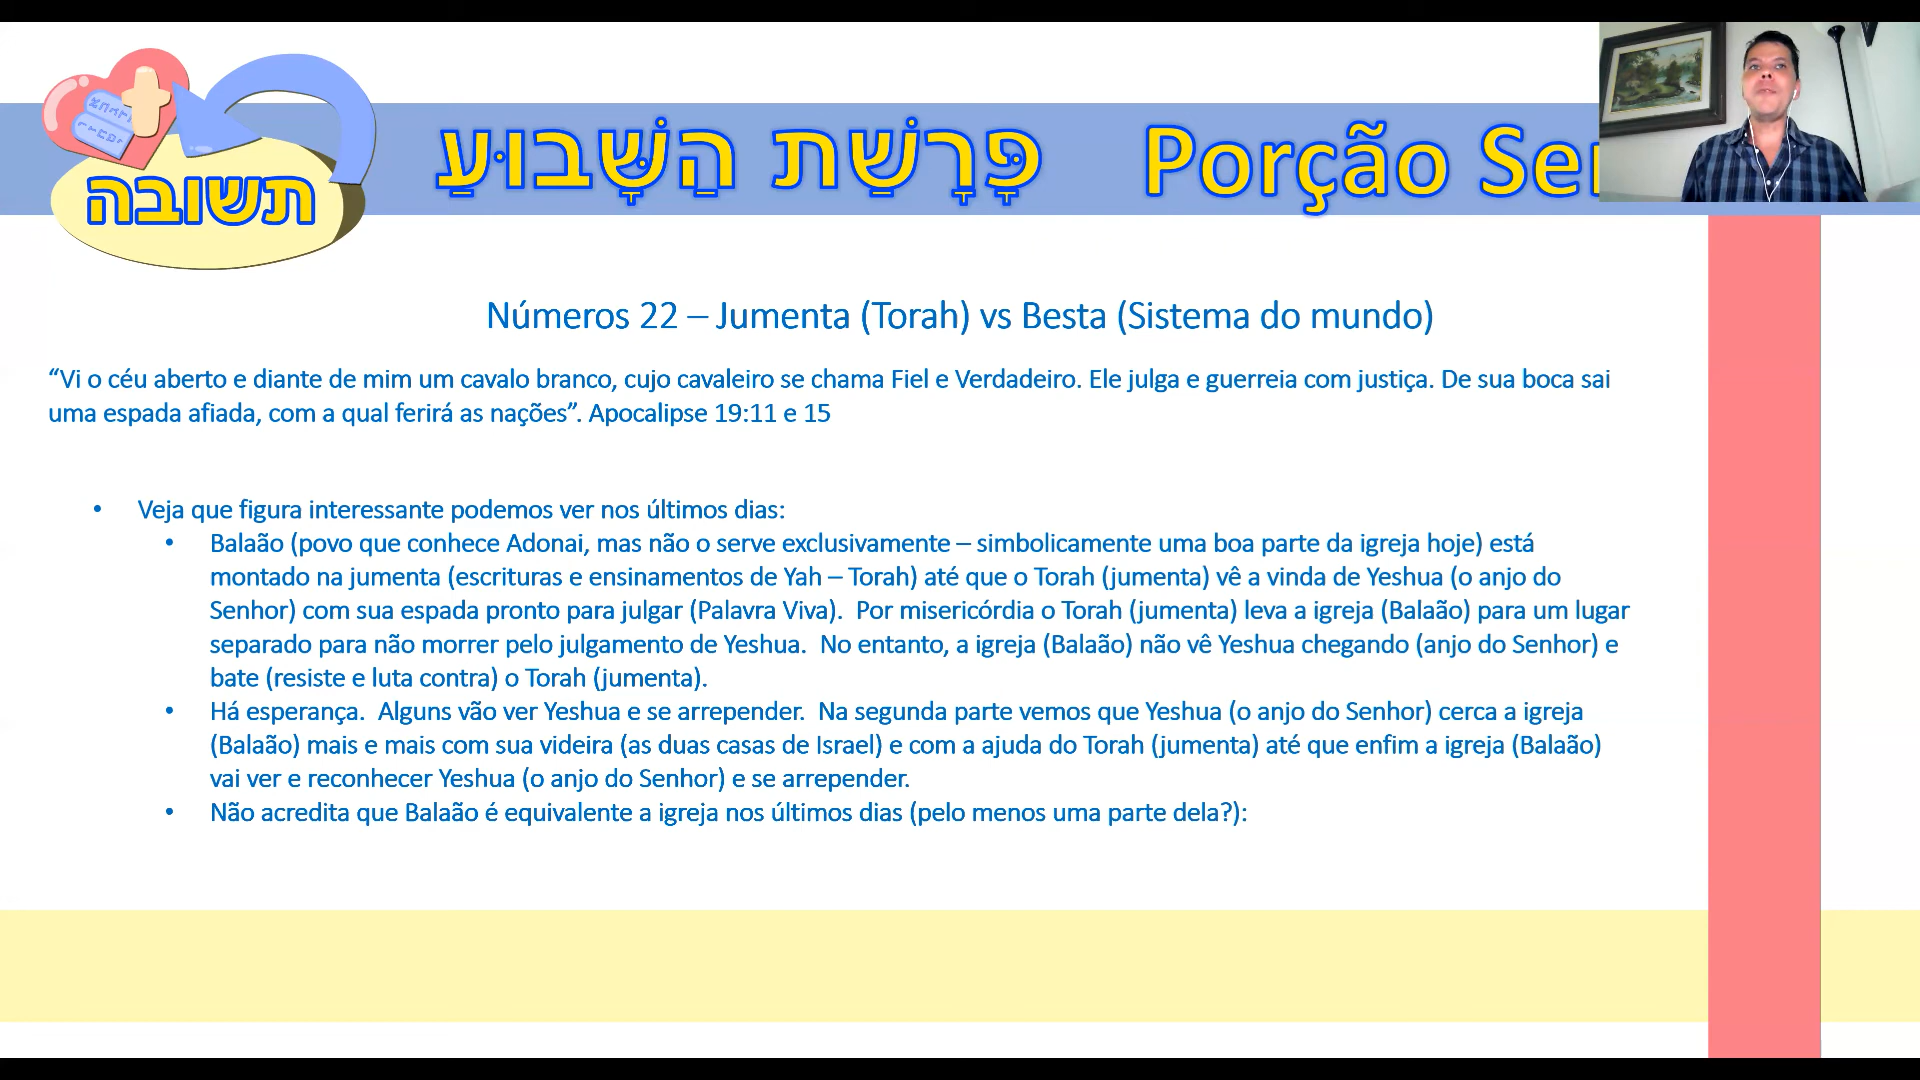 תשובה
פָּרָשַׁת הַשָּׁבוּעַ Porção
Números 22 – Jumenta (Torah) vs Besta (Sistema do mundo)
“Vi o céu aberto e diante de mim um cavalo branco, cujo cavaleiro se chama Fiel e Verdadeiro. Ele julga e guerreia com justiça. De sua boca sai
uma espada afiada, com a qual ferirá as nações”. Apocalipse 19:11 e 15
• Veja que figura interessante podemos ver nos últimos dias:
• Balaão (povo que conhece Adonai, mas não o serve exclusivamente – simbolicamente uma boa parte da igreja hoje) está
montado na jumenta (escrituras e ensinamentos de Yah – Torah) até que o Torah (jumenta) vê a vinda de Yeshua (o anjo do
Senhor) com sua espada pronto para julgar (Palavra Viva).  Por misericórdia o Torah (jumenta) leva a igreja (Balaão) para um lugar
separado para não morrer pelo julgamento de Yeshua.  No entanto, a igreja (Balaão) não vê Yeshua chegando (anjo do Senhor) e
bate (resiste e luta contra) o Torah (jumenta).
• Há esperança.  Alguns vão ver Yeshua e se arrepender.  Na segunda parte vemos que Yeshua (o anjo do Senhor) cerca a igreja
(Balaão) mais e mais com sua videira (as duas casas de Israel) e com a ajuda do Torah (jumenta) até que enfim a igreja (Balaão)
vai ver e reconhecer Yeshua (o anjo do Senhor) e se arrepender.
• Não acredita que Balaão é equivalente a igreja nos últimos dias (pelo menos uma parte dela?):